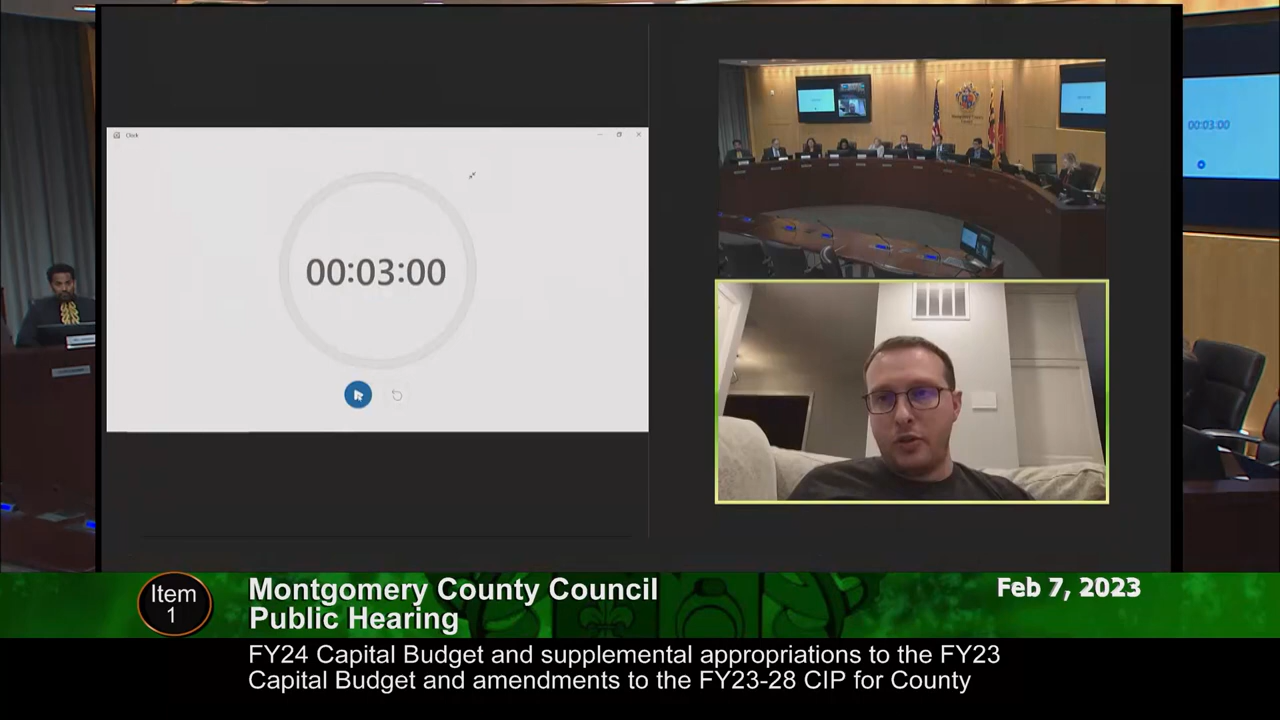 Clock
00:03:00
00:03:00
Item
1
Montgomery County Council
Public Hearing
Feb 7, 2023
FY24 Capital Budget and supplemental appropriations to the FY23
Capital Budget and amendments to the FY23-28 CIP for County